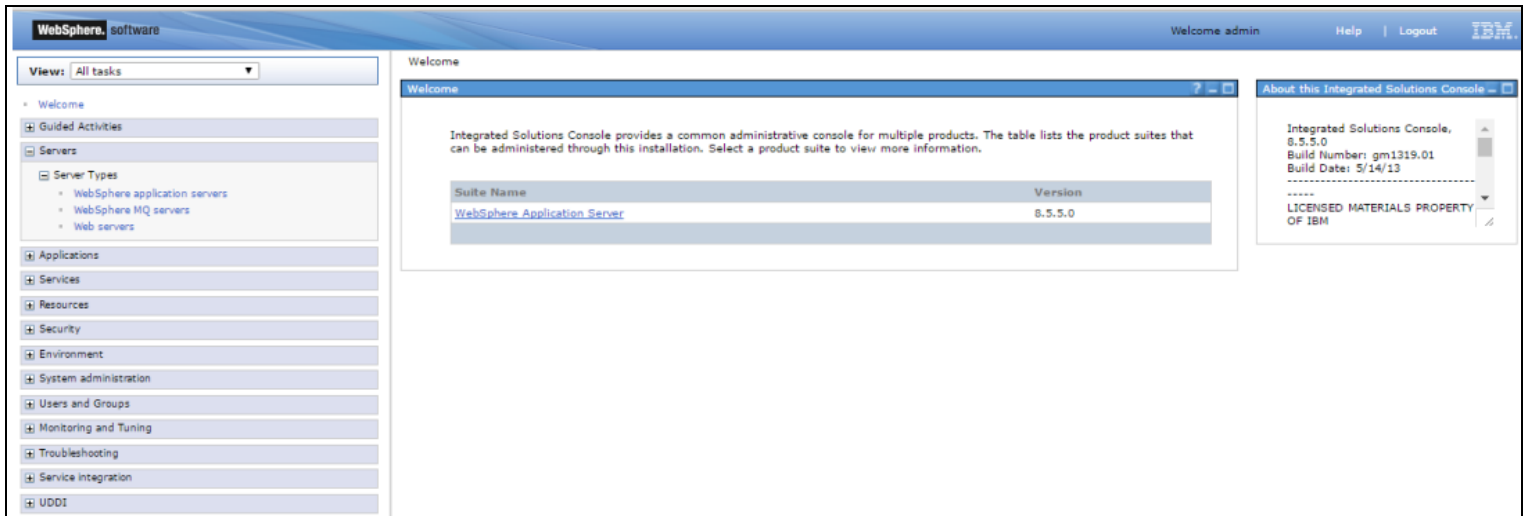 WebSphere. software
Welcome admin
Help | Logout
IBM.
View: All tasks
Welcome
Guided Activities
Servers
Server Types
WebSphere application servers
WebSphere MQ servers
Web servers
Applications
Services
Resources
Security
Environment
System administration
Users and Groups
Monitoring and Tuning
Troubleshooting
Service integration
UDDI
Welcome
Welcome
Integrated Solutions Console provides a common administrative console for multiple products. The table lists the product suites that
can be administered through this installation. Select a product suite to view more information.
Suite Name Version
WebSphere Application Server 8.5.5.0
About this Integrated Solutions Console
Integrated Solutions Console,
8.5.5.0
Build Number: gm1319.01
Build Date: 5/14/13
----------------------------------
-----
LICENSED MATERIALS PROPERTY
OF IBM